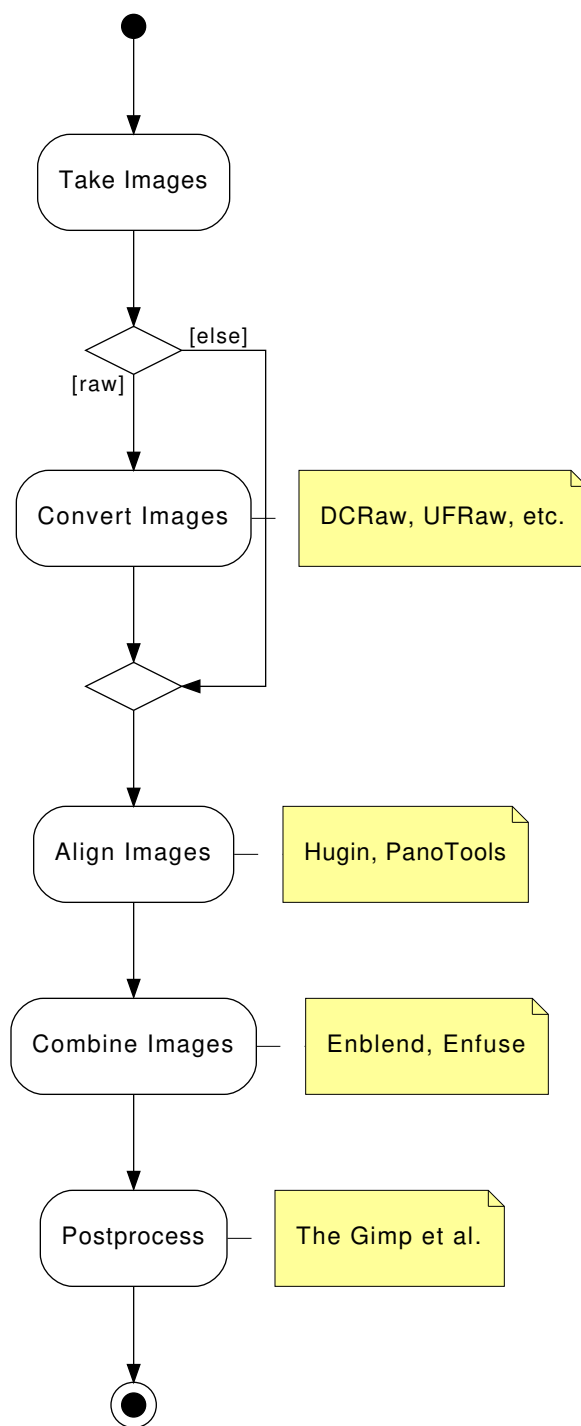 Take Images
[else]
[raw]
Convert Images
DCRaw, UFRaw, etc.
Align Images
Hugin, PanoTools
Combine Images
Enblend, Enfuse
Postprocess
The Gimp et al.